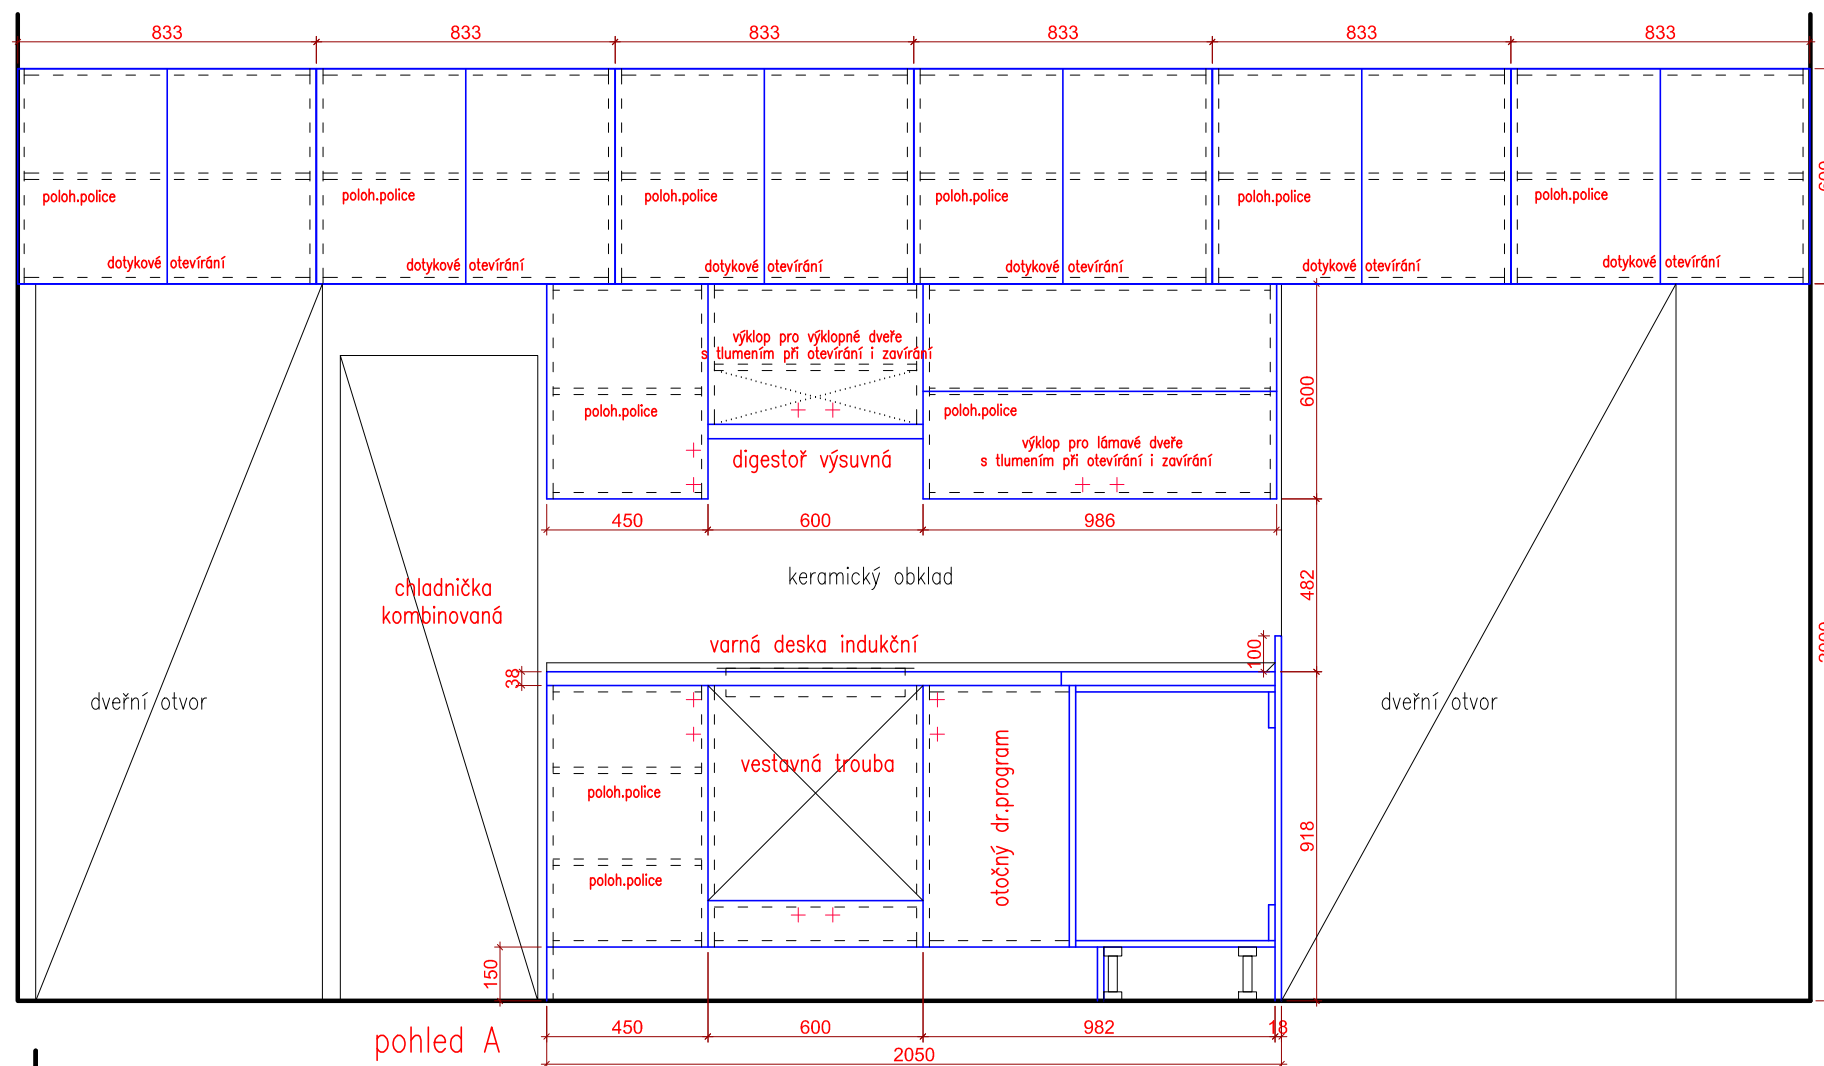 833 833 833 833 833 833
poloh.police poloh.police poloh.police poloh.police poloh.police poloh.police
dotykové otevírání dotykové otevírání dotykové otevírání dotykové otevírání dotykové otevírání dotykové otevírání
výklop pro výklopné dveře
s tlumením při otevírání i zavírání
poloh.police
poloh.police
600
výklop pro lámavé dveře
s tlumením při otevírání i zavírání
digestoř výsuvná
450 600 986
keramický obklad
482
chladnička
kombinovaná
varná deska indukční
100
38
dveřní otvor
dveřní otvor
vestavná trouba
poloh.police
otočný dr.program
918
poloh.police
150
450 600 982 18
pohled A
2050